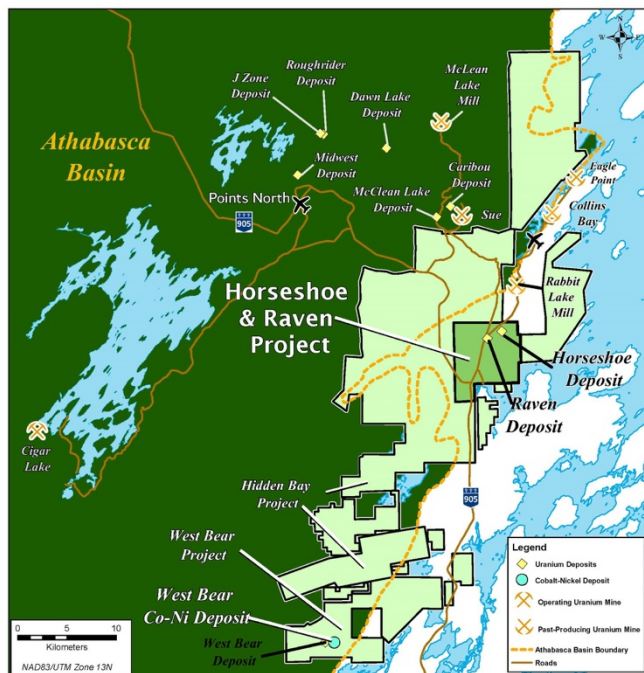 N
W
E
S
Roughrider
Deposit
J Zone
Deposit
McLean
Lake
Mill
Dawn Lake
Deposit
Athabasca
Basin
Midwest
Deposit
Caribou
Deposit
Eagle
Point
Points North
McClean Lake
Deposit
Sue
Collins
Bay
905
Horseshoe
& Raven
Project
Rabbit
Lake
Mill
Horseshoe
Deposit
Raven
Deposit
Cigar
Lake
Hidden Bay
Project
905
West Bear
Project
West Bear
Co-Ni Deposit
West Bear
Deposit
Legend
Uranium Deposits
Cobalt-Nickel Deposit
Operating Uranium Mine
Past-Producing Uranium Mine
Athabasca Basin Boundary
Roads
0 5 10
Kilometers
NAD83/UTM Zone 13N